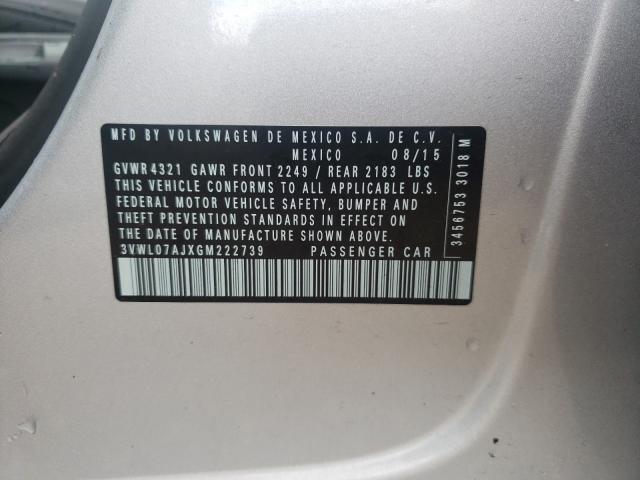 MFD BY VOLKSWAGEN DE MEXICO S.A. DE C.V.
MEXICO 08/15
GVWR 4321 GAWR FRONT 2249 / REAR 2183 LBS
THIS VEHICLE CONFORMS TO ALL APPLICABLE U.S.
FEDERAL MOTOR VEHICLE SAFETY, BUMPER AND
THEFT PREVENTION STANDARDS IN EFFECT ON
THE DATE OF MANUFACTURE SHOWN ABOVE.
3VWL07AJXGM222739 PASSENGER CAR
3456753 3018 M